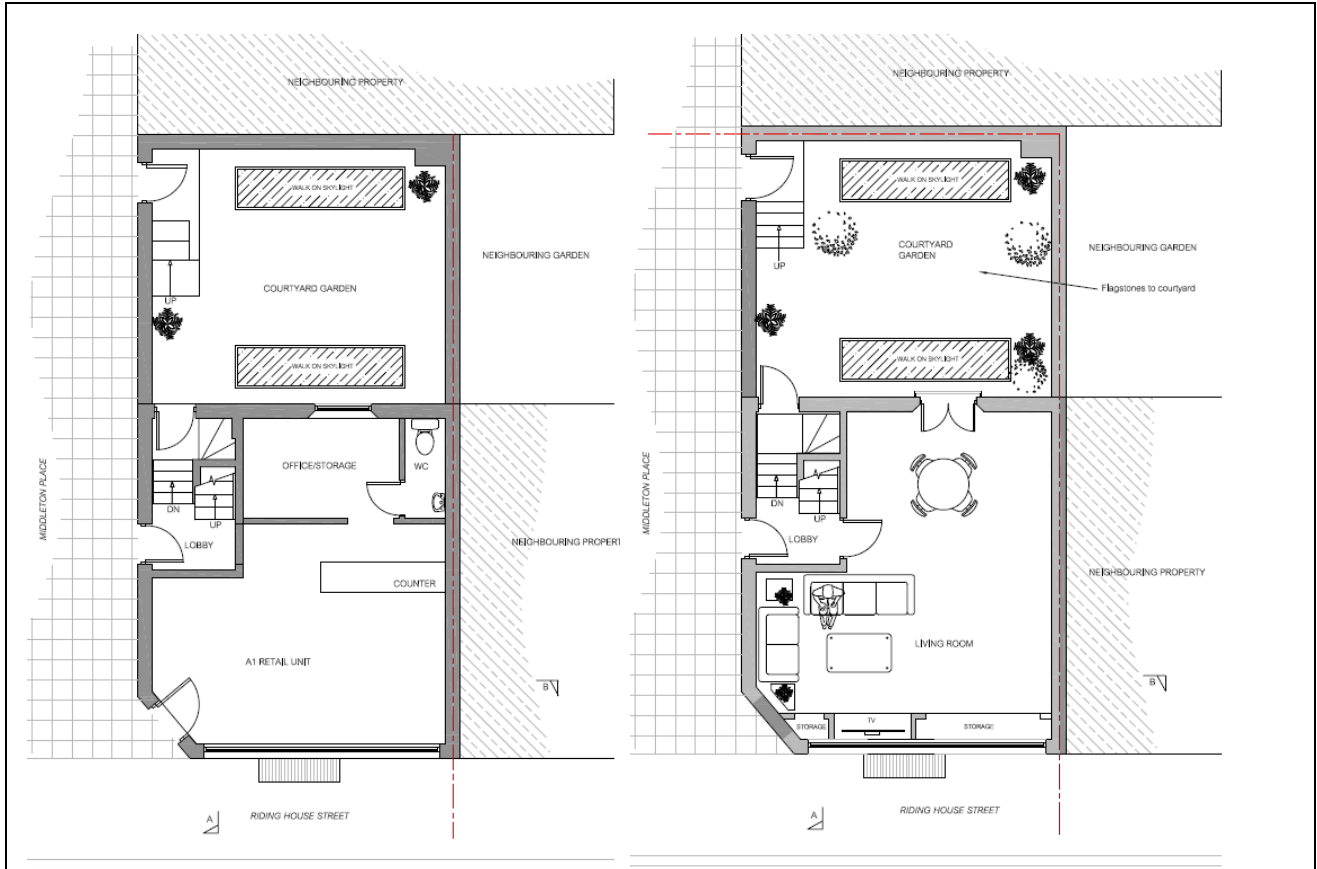 NEIGHBOURING PROPERTY
WALK ON SKYLIGHT
NEIGHBOURING GARDEN
COURTYARD GARDEN
UP
WALK ON SKYLIGHT
MIDDLETON PLACE
OFFICE/STORAGE
WC
DN
UP
LOBBY
NEIGHBOURING PROPERT
COUNTER
A1 RETAIL UNIT
B
A
RIDING HOUSE STREET
NEIGHBOURING PROPERTY
WALK ON SKYLIGHT
COURTYARD
GARDEN
NEIGHBOURING GARDEN
UP
Flagstones to courtyard
WALK ON SKYLIGHT
MIDDLETON PLACE
DN
UP
LOBBY
NEIGHBOURING PROPERTY
LIVING ROOM
B
STORAGE
TV
STORAGE
A
RIDING HOUSE STREET